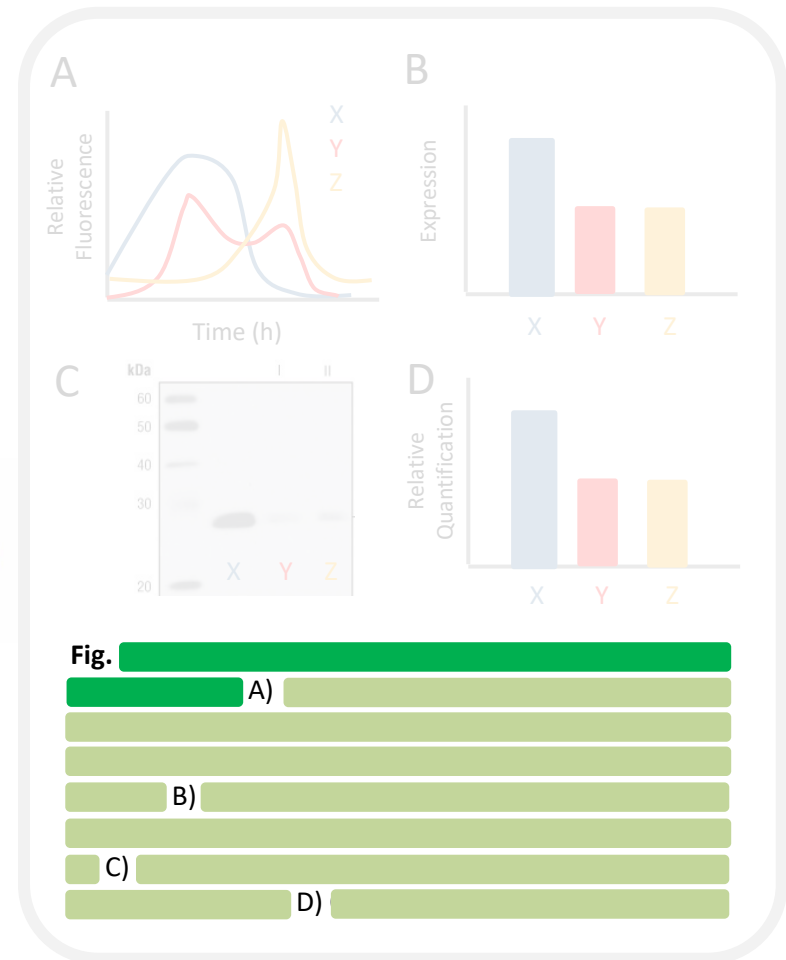 A
Relative
Fluorescence
X
Y
Z
Time (h)
B
Expression
X
Y
Z
C
kDa
I
II
60
50
40
30
20
X
Y
Z
D
Relative
Quantification
X
Y
Z
Fig.
A)
B)
C)
D)